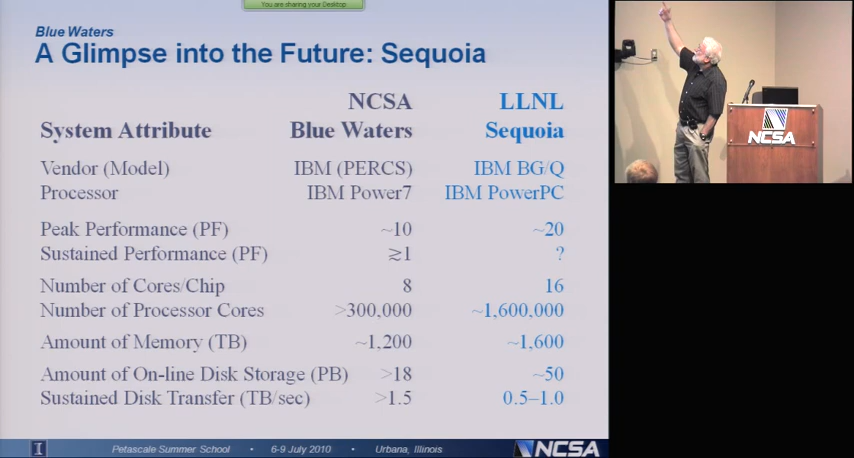 You are sharing your Desktop
Blue Waters
A Glimpse into the Future: Sequoia
NCSA LLNL
System Attribute Blue Waters Sequoia
Vendor (Model) IBM (PERCS) IBM BG/Q
Processor IBM Power7 IBM PowerPC
Peak Performance (PF) ~10 ~20
Sustained Performance (PF) ≳1 ?
Number of Cores/Chip 8 16
Number of Processor Cores >300,000 ~1,600,000
Amount of Memory (TB) ~1,200 ~1,600
Amount of On-line Disk Storage (PB) >18 ~50
Sustained Disk Transfer (TB/sec) >1.5 0.5–1.0
I Petascale Summer School • 6-9 July 2010 • Urbana, Illinois NCSA
NCSA